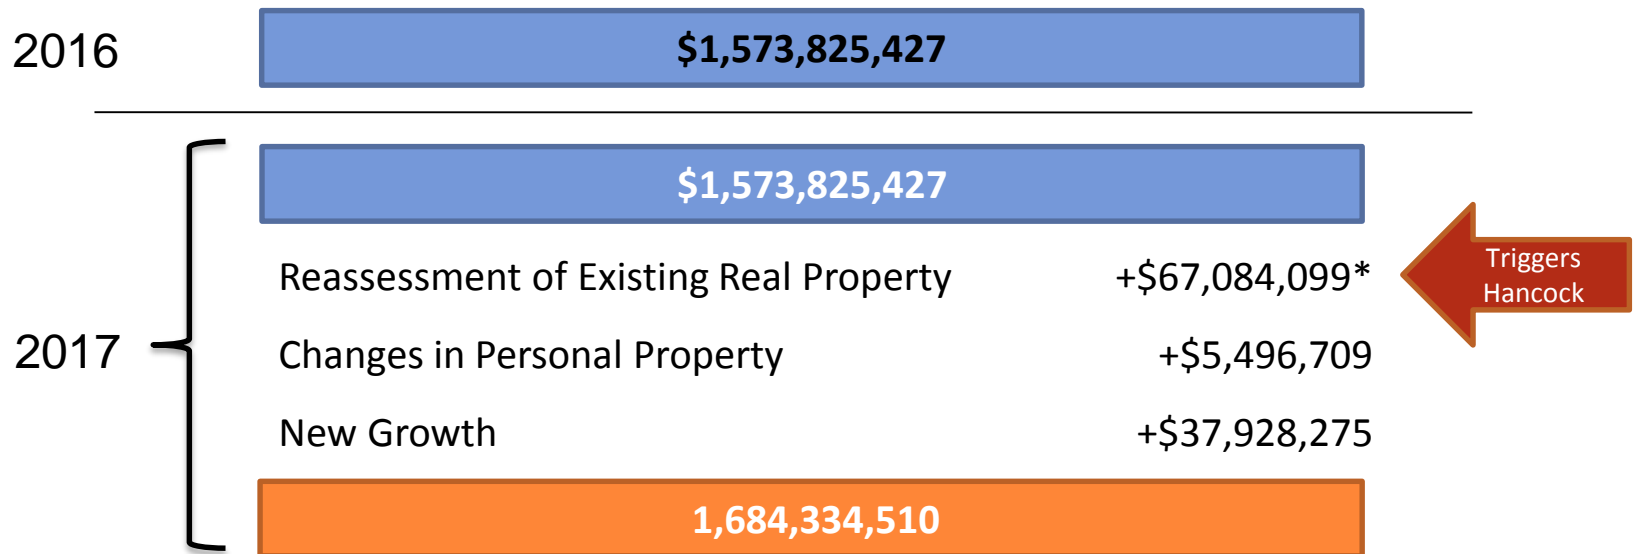 2016
$1,573,825,427
$1,573,825,427
Reassessment of Existing Real Property +$67,084,099*
Triggers
Hancock
2017
Changes in Personal Property +$5,496,709
New Growth +$37,928,275
1,684,334,510